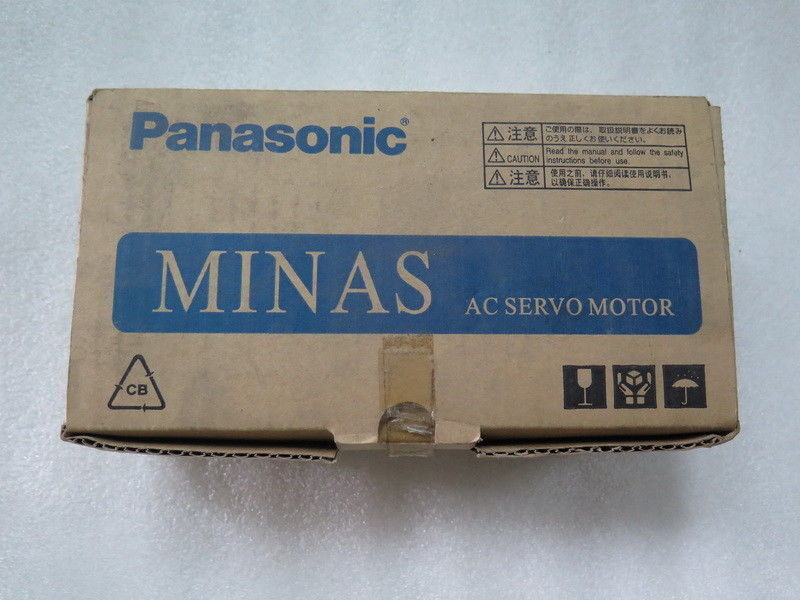 Panasonic®
注意 ご使用の際は、取扱説明書をよくお読み
のうえ正しくお使いください。
CAUTION Read the manual and follow the safety
instructions before use.
注意 使用之前，请仔细阅读使用说明书，
以确保正确操作。
MINAS AC SERVO MOTOR
CB